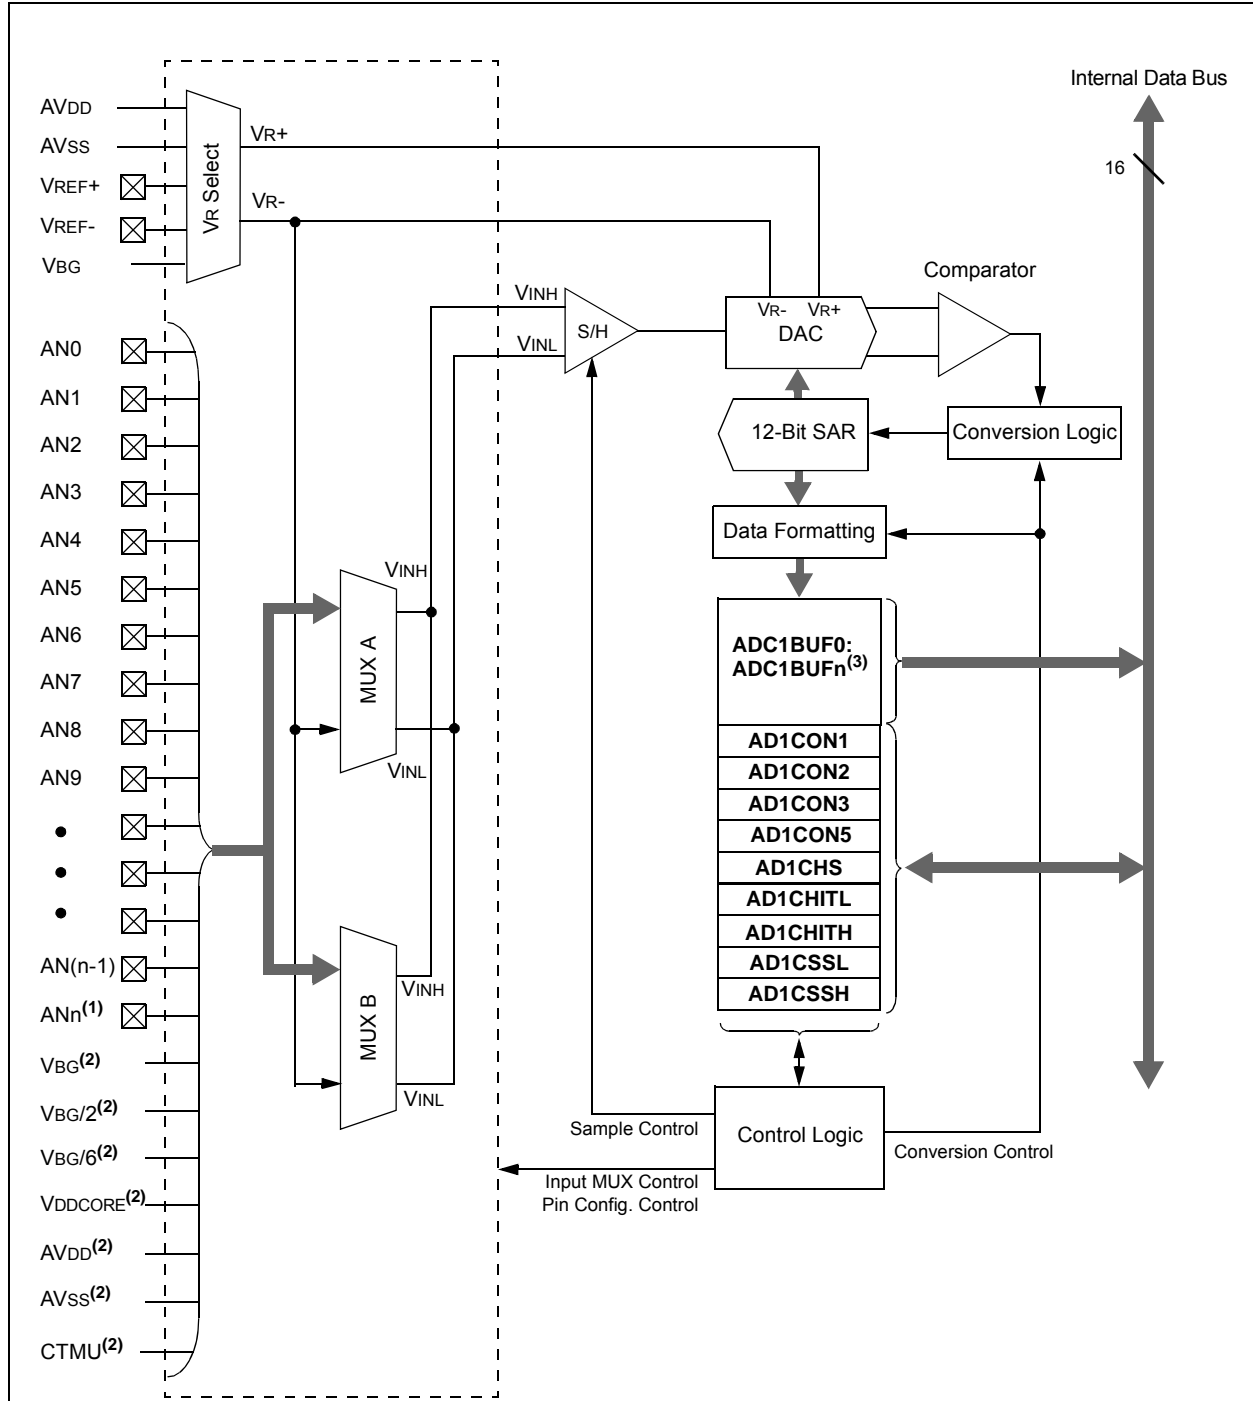 Internal Data Bus
16
AVDD
AVSS
VREF+
VREF-
VBG
VR Select
VR+
VR-
Comparator
VINH
VINL
S/H
VR- VR+
DAC
12-Bit SAR
Conversion Logic
Data Formatting
AN0
AN1
AN2
AN3
AN4
AN5
AN6
AN7
AN8
AN9
AN(n-1)
ANn(1)
VBG(2)
VBG/2(2)
VBG/6(2)
VDDCORE(2)
AVDD(2)
AVSS(2)
CTMU(2)
VINH
MUX A
VINL
MUX B
VINH
VINL
ADC1BUF0:
ADC1BUFn(3)
AD1CON1
AD1CON2
AD1CON3
AD1CON5
AD1CHS
AD1CHITL
AD1CHITH
AD1CSSL
AD1CSSH
Control Logic
Sample Control
Conversion Control
Input MUX Control
Pin Config. Control